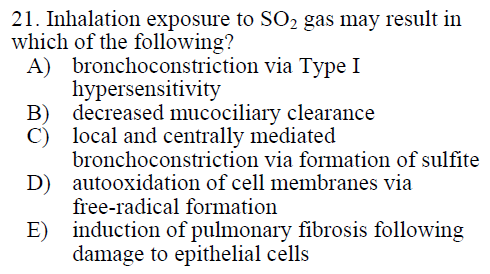 21. Inhalation exposure to SO₂ gas may result in
which of the following?
A) bronchoconstriction via Type I
hypersensitivity
B) decreased mucociliary clearance
C) local and centrally mediated
bronchoconstriction via formation of sulfite
D) autooxidation of cell membranes via
free-radical formation
E) induction of pulmonary fibrosis following
damage to epithelial cells